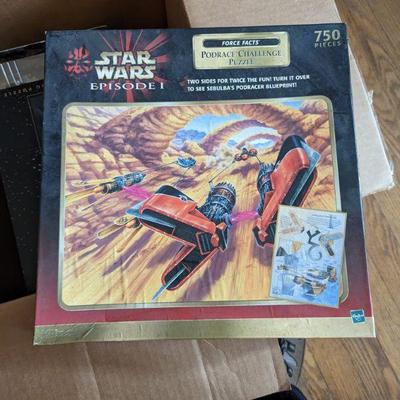 STAR
WARS
EPISODE I
FORCE FACTS
PODRACE CHALLENGE
PUZZLE
750
PIECES
TWO SIDES FOR TWICE THE FUN! TURN IT OVER
TO SEE SEBULBA'S PODRACER BLUEPRINT!